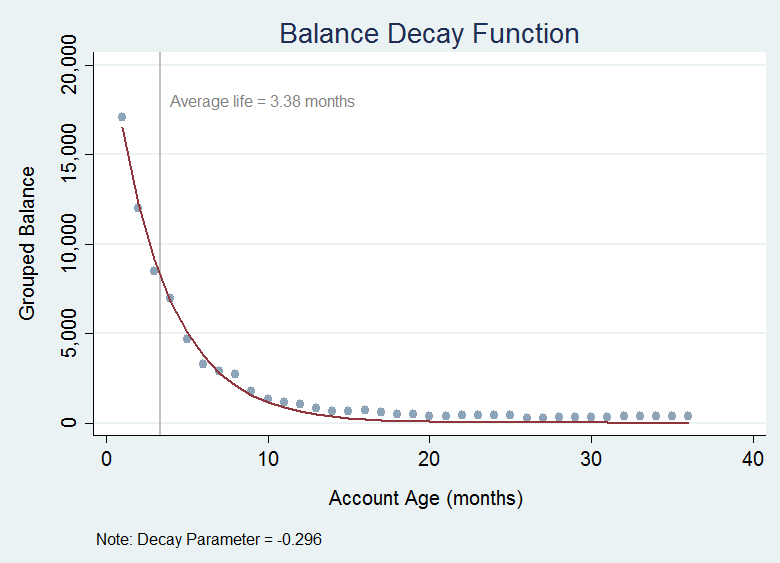 Balance Decay Function
20,000
15,000
10,000
5,000
0
Grouped Balance
Average life = 3.38 months
0
10
20
30
40
Account Age (months)
Note: Decay Parameter = -0.296